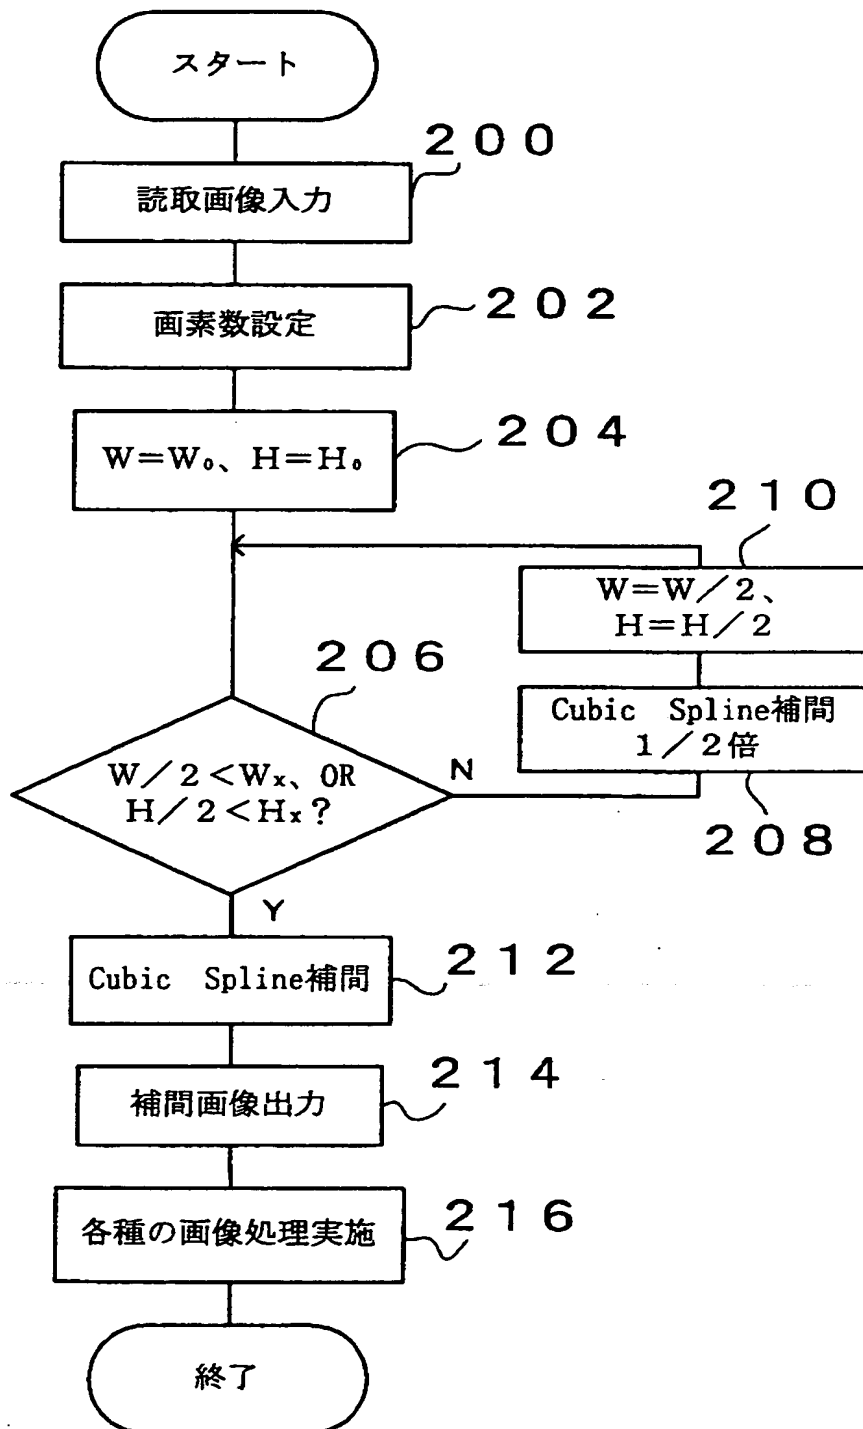 スタート
200
読取画像入力
202
画素数設定
204
W=W₀、H=H₀
210
W=W/2、
H=H/2
206
Cubic Spline補間
1/2倍
W/2<Wₓ、OR
H/2<Hₓ?
N
208
Y
212
Cubic Spline補間
214
補間画像出力
216
各種の画像処理実施
終了